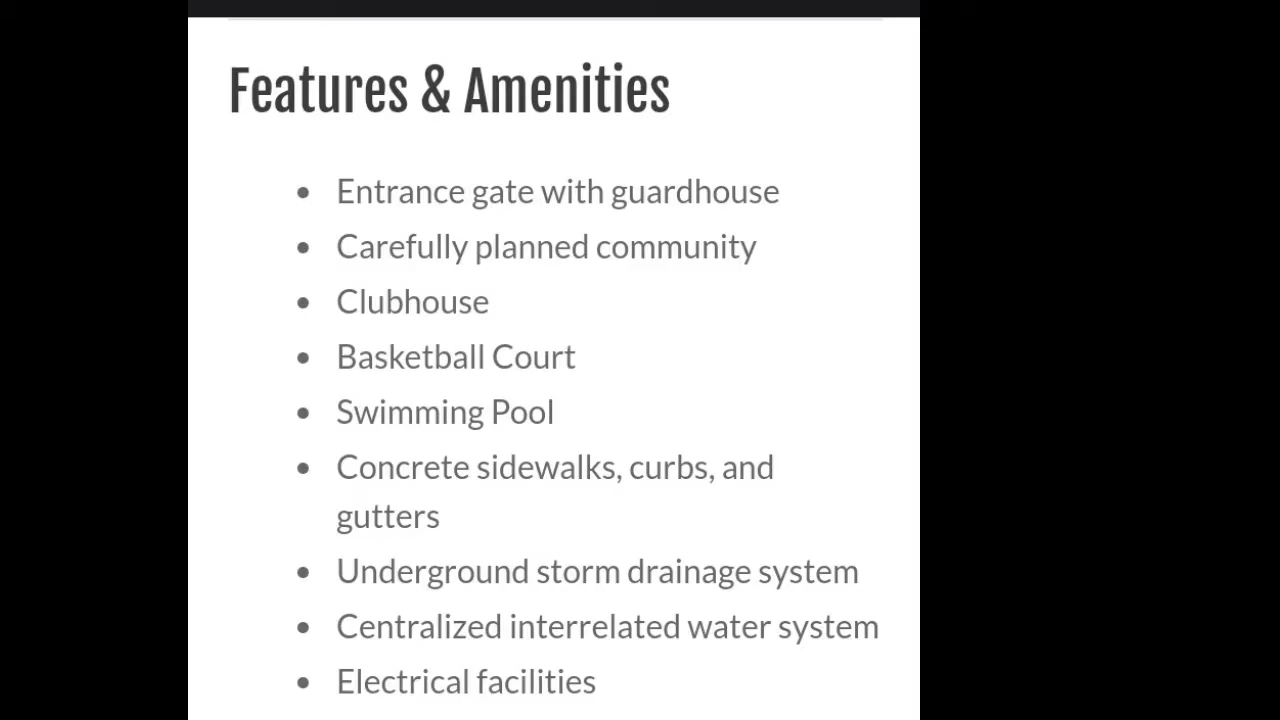 Features & Amenities
• Entrance gate with guardhouse
• Carefully planned community
• Clubhouse
• Basketball Court
• Swimming Pool
• Concrete sidewalks, curbs, and
gutters
• Underground storm drainage system
• Centralized interrelated water system
• Electrical facilities